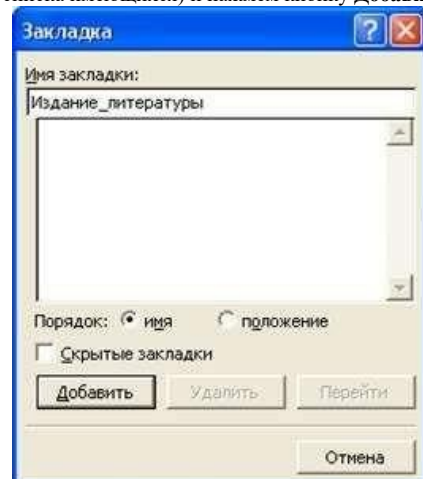 Закладка
Имя закладки:
Издание_литературы
Порядок: имя положение
Скрытые закладки
Добавить Удалить Перейти
Отмена